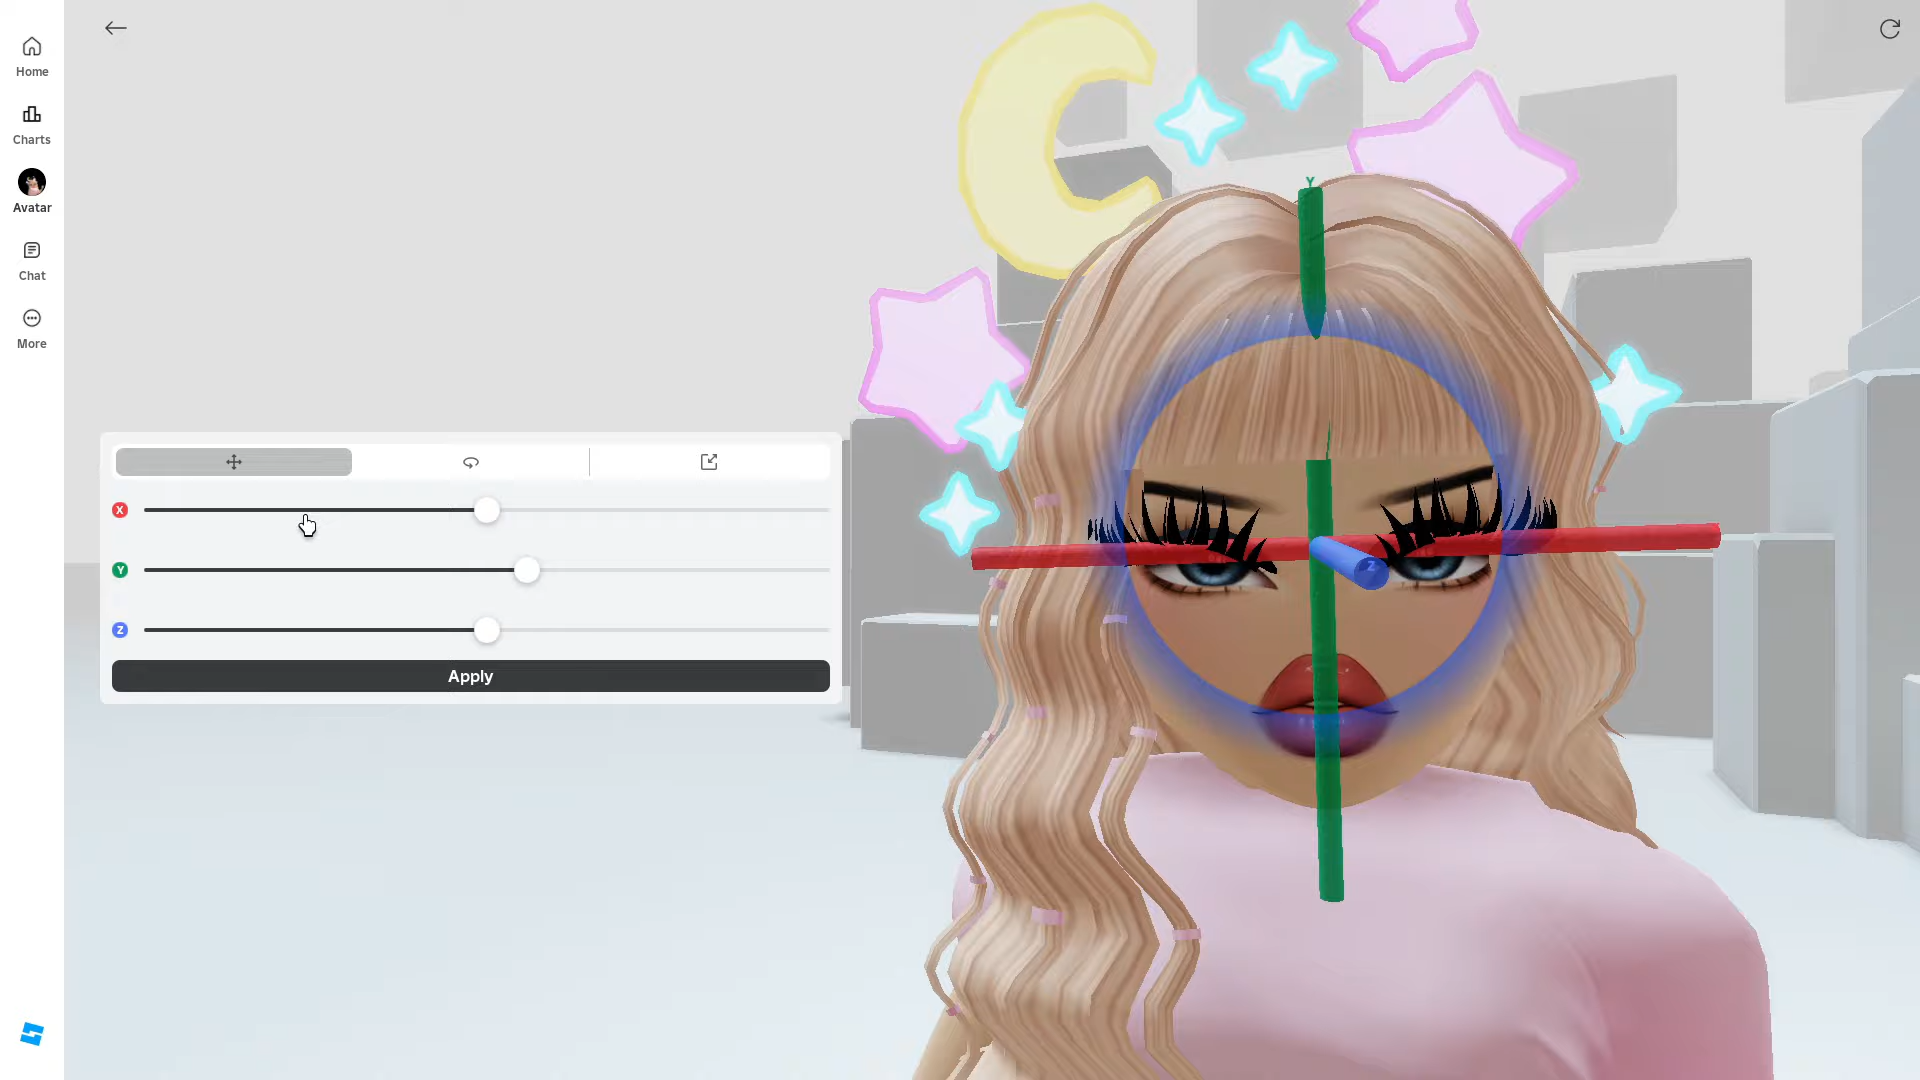 Home
Charts
Avatar
Chat
More
X
Y
Z
Apply
Y
Z